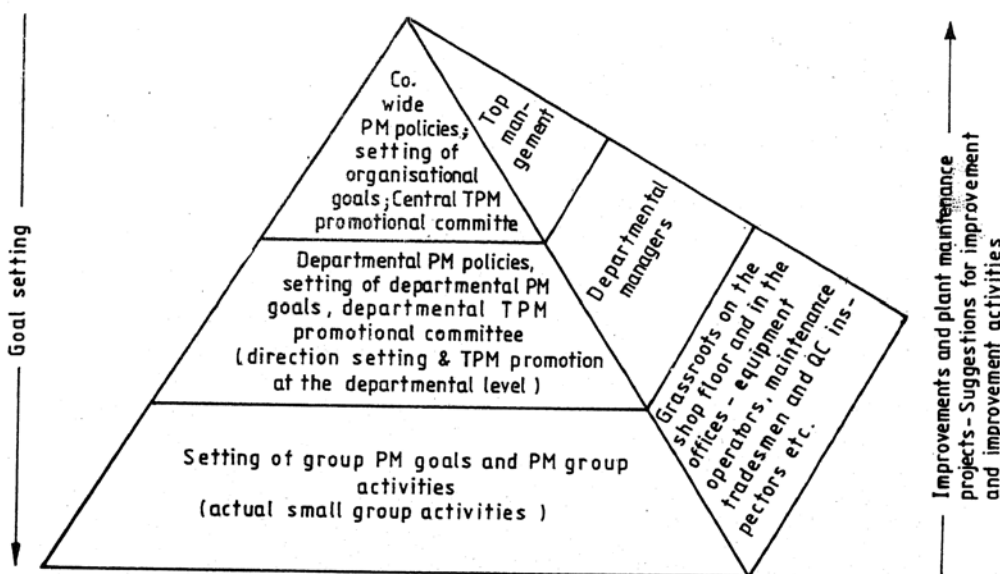 Goal setting
Co.
wide
PM policies;
setting of
organisational
goals; Central TPM
promotional committe
Top
man-
gement
Departmental PM policies,
setting of departmental PM
goals, departmental TPM
promotional committee
(direction setting & TPM promotion
at the departmental level)
Departmental
managers
Setting of group PM goals and PM group
activities
(actual small group activities)
Grassroots on the
shop floor and in the
offices - equipment
operators, maintenance
tradesmen and QC ins-
pectors etc.
Improvements and plant maintenance
projects - Suggestions for improvement
and improvement activities